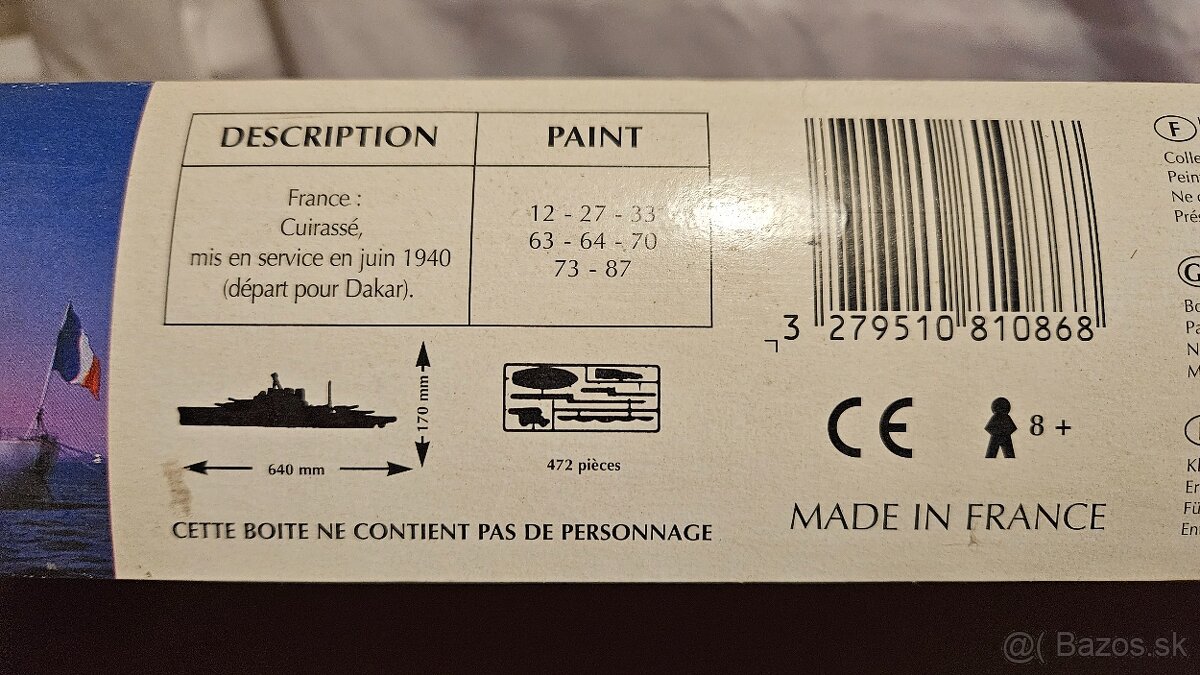 DESCRIPTION
PAINT
France :
Cuirassé,
mis en service en juin 1940
(départ pour Dakar).
12 - 27 - 33
63 - 64 - 70
73 - 87
3 279510 810868
170 mm
640 mm
472 pièces
CETTE BOITE NE CONTIENT PAS DE PERSONNAGE
CE
8 +
MADE IN FRANCE
F
Ne
@( Bazos.sk